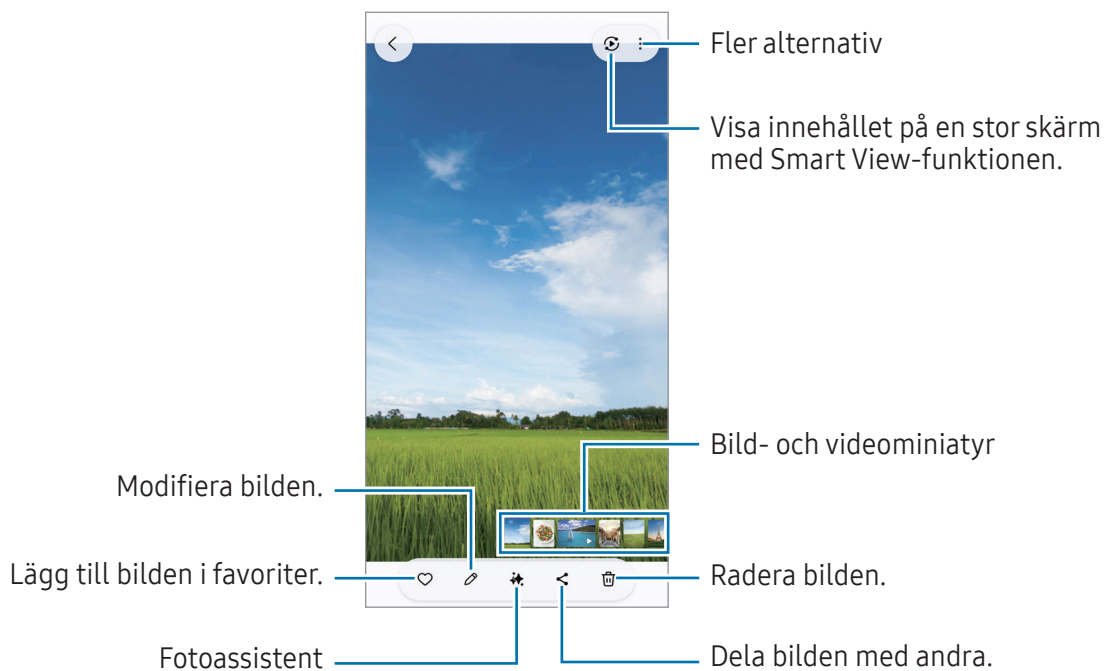 Fler alternativ
Visa innehållet på en stor skärm
med Smart View-funktionen.
Bild- och videominiatyr
Modifiera bilden.
Lägg till bilden i favoriter.
Radera bilden.
Fotoassistent
Dela bilden med andra.